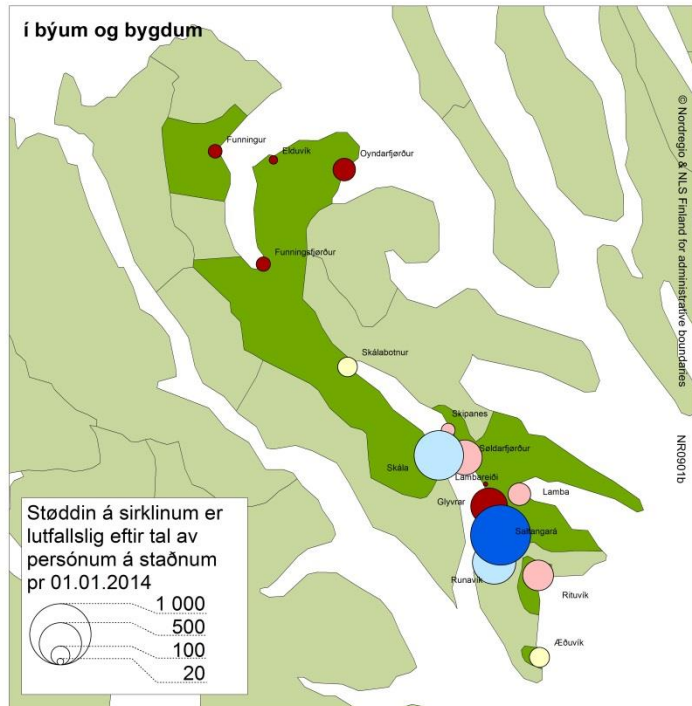 í býum og bygdum
Funningur
Elduvík
Oyndarfjørður
Funningsfjørður
Skálabotnur
Skipanes
Søldarfjørður
Skála
Lambareiði
Glyvrar
Lamba
Saltangará
Runavík
Rituvík
Æðuvík
Støddin á sirklinum er
lutfallslig eftir tal av
persónum á staðnum
pr 01.01.2014
1 000
500
100
20
© Nordregio & NLS Finland for administrative boundaries
NR0901b